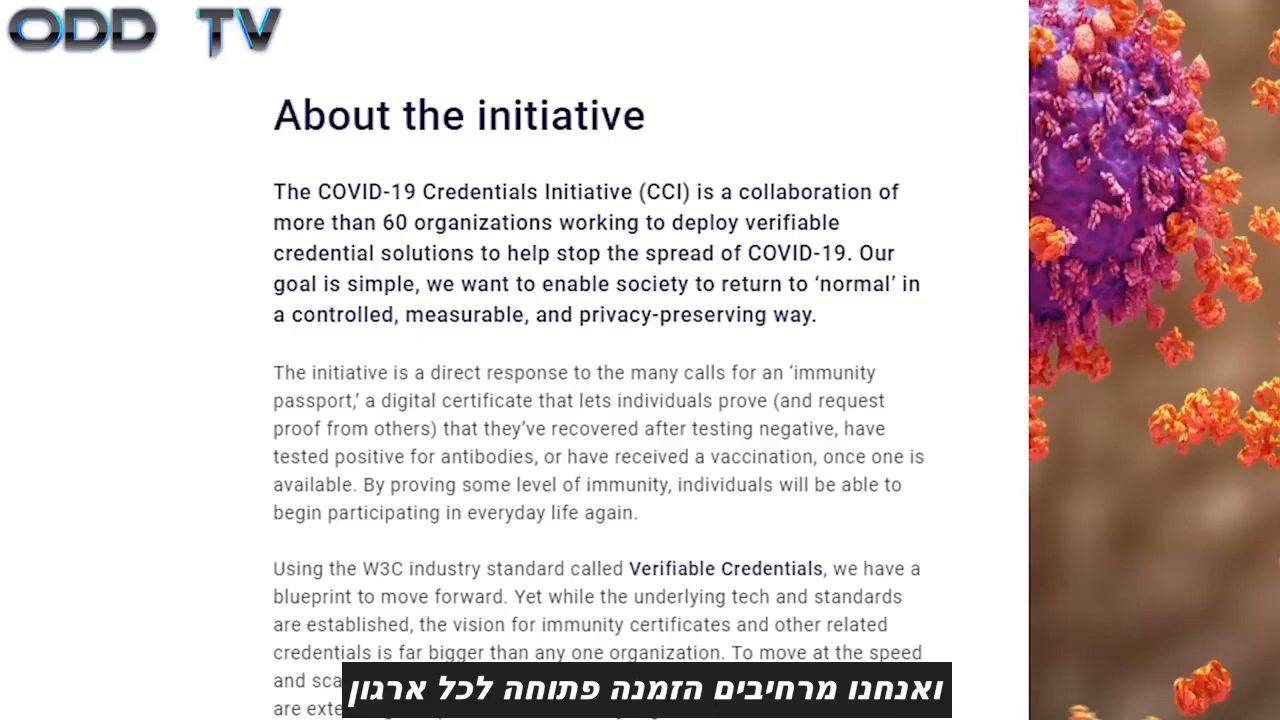 ODD TV
About the initiative
The COVID-19 Credentials Initiative (CCI) is a collaboration of
more than 60 organizations working to deploy verifiable
credential solutions to help stop the spread of COVID-19. Our
goal is simple, we want to enable society to return to ‘normal’ in
a controlled, measurable, and privacy-preserving way.
The initiative is a direct response to the many calls for an ‘immunity
passport,’ a digital certificate that lets individuals prove (and request
proof from others) that they’ve recovered after testing negative, have
tested positive for antibodies, or have received a vaccination, once one is
available. By proving some level of immunity, individuals will be able to
begin participating in everyday life again.
Using the W3C industry standard called Verifiable Credentials, we have a
blueprint to move forward. Yet while the underlying tech and standards
are established, the vision for immunity certificates and other related
credentials is far bigger than any one organization. To move at the speed
and
are
ואנחנו מרחיבים הזמנה פתוחה לכל ארגון